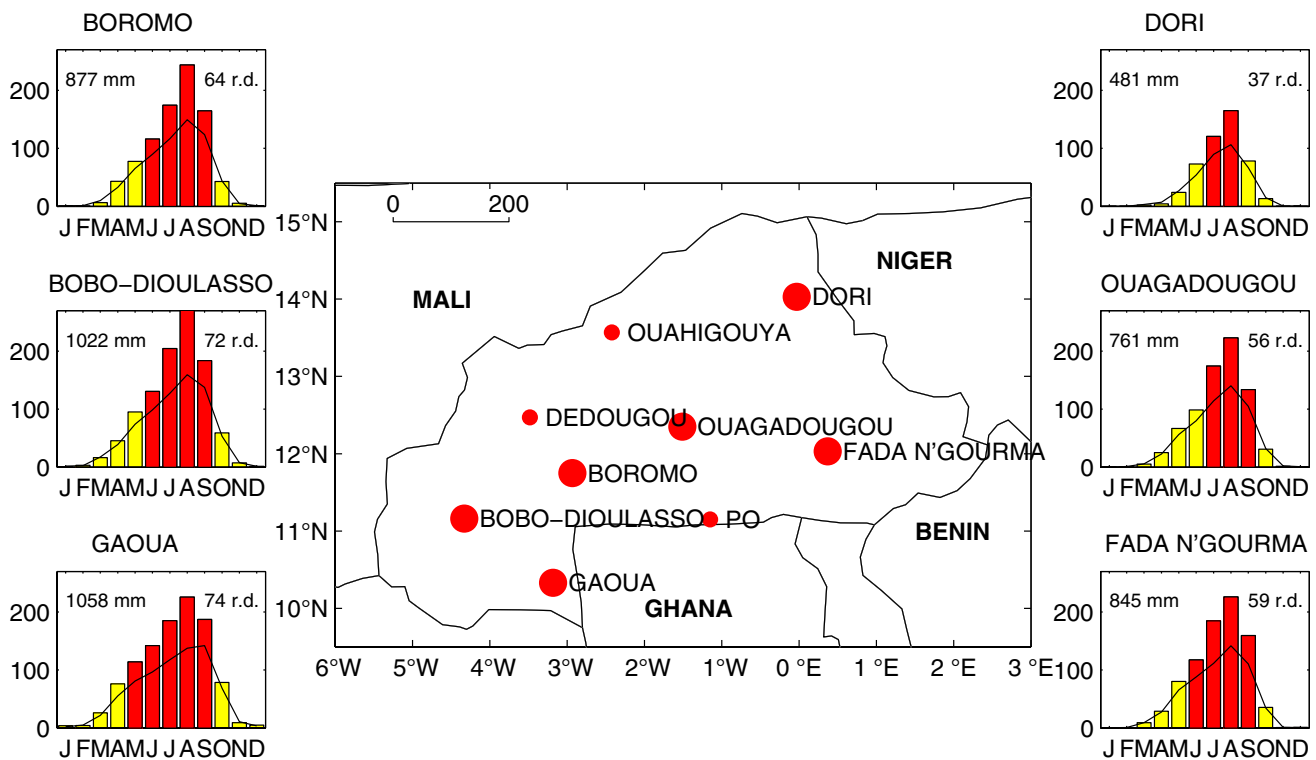 BOROMO
877 mm 64 r.d.
200
100
0
J FMAMJ J ASOND
BOBO−DIOULASSO
1022 mm 72 r.d.
200
100
0
J FMAMJ J ASOND
GAOUA
1058 mm 74 r.d.
200
100
0
J FMAMJ J ASOND
0 200
15°N
14°N
13°N
12°N
11°N
10°N
6°W 5°W 4°W 3°W 2°W 1°W 0°E 1°E 2°E 3°E
NIGER
MALI
DORI
OUAHIGOUYA
DEDOUGOU
OUAGADOUGOU
FADA N'GOURMA
BOROMO
BOBO−DIOULASSO
PO
BENIN
GAOUA
GHANA
DORI
481 mm 37 r.d.
200
100
0
J FMAMJ J ASOND
OUAGADOUGOU
761 mm 56 r.d.
200
100
0
J FMAMJ J ASOND
FADA N'GOURMA
845 mm 59 r.d.
200
100
0
J FMAMJ J ASOND